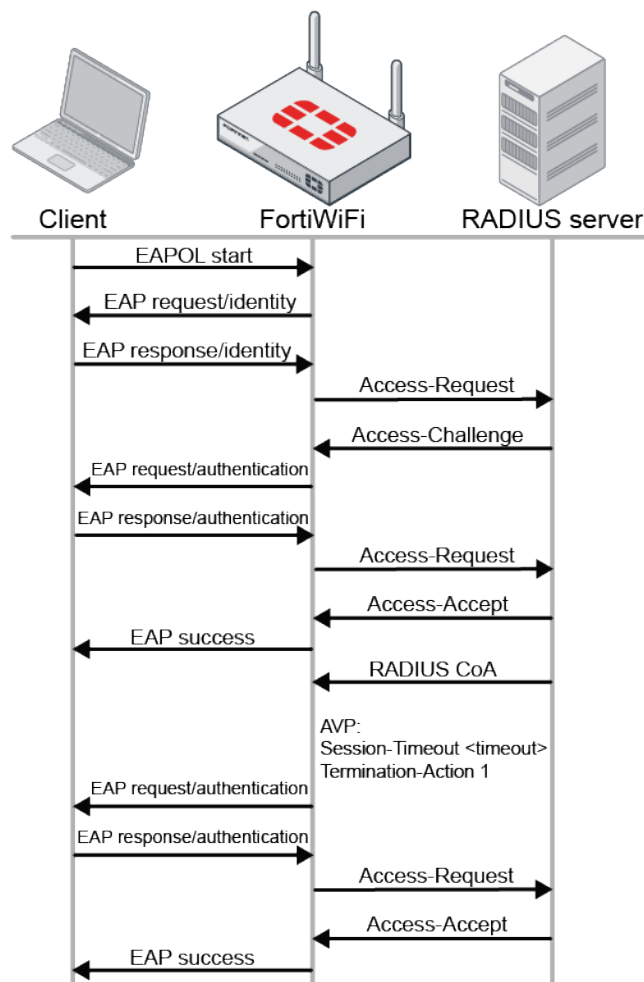 Client
FortiWiFi
RADIUS server
EAPOL start
EAP request/identity
EAP response/identity
Access-Request
Access-Challenge
EAP request/authentication
EAP response/authentication
Access-Request
Access-Accept
EAP success
RADIUS CoA
AVP:
Session-Timeout <timeout>
Termination-Action 1
EAP request/authentication
EAP response/authentication
Access-Request
Access-Accept
EAP success